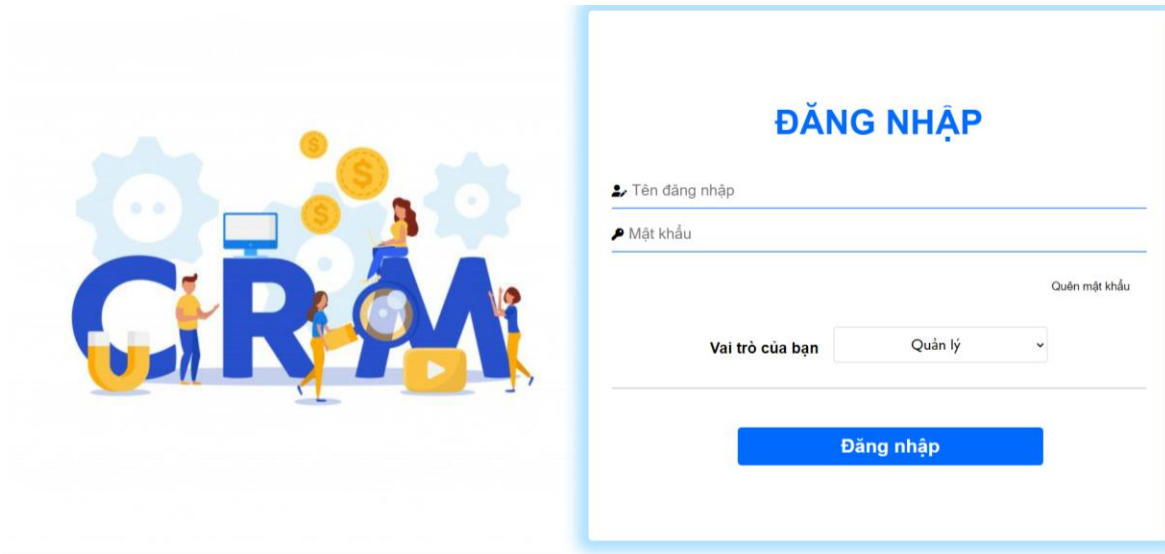 CRM
ĐĂNG NHẬP
Tên đăng nhập
Mật khẩu
Quên mật khẩu
Vai trò của bạn Quản lý
Đăng nhập